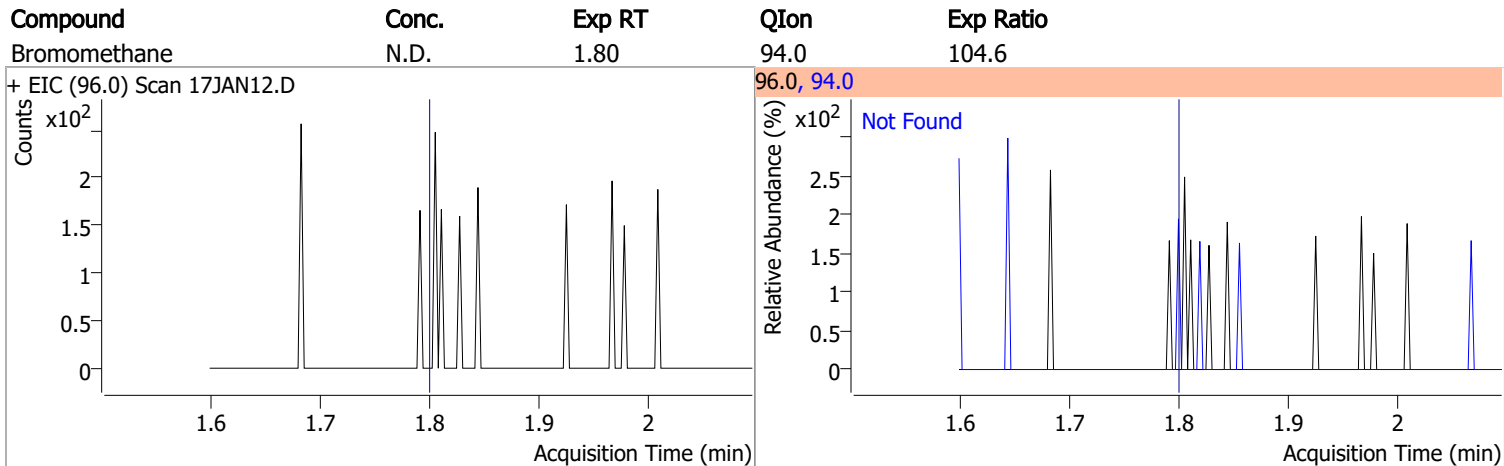 Compound Conc. Exp RT QIon Exp Ratio
Bromomethane N.D. 1.80 94.0 104.6
+ EIC (96.0) Scan 17JAN12.D
Counts
x10²
2
1.5
1
0.5
0
1.6 1.7 1.8 1.9 2
Acquisition Time (min)
96.0, 94.0
Relative Abundance (%)
x10²
Not Found
2.5
2
1.5
1
0.5
0
1.6 1.7 1.8 1.9 2
Acquisition Time (min)